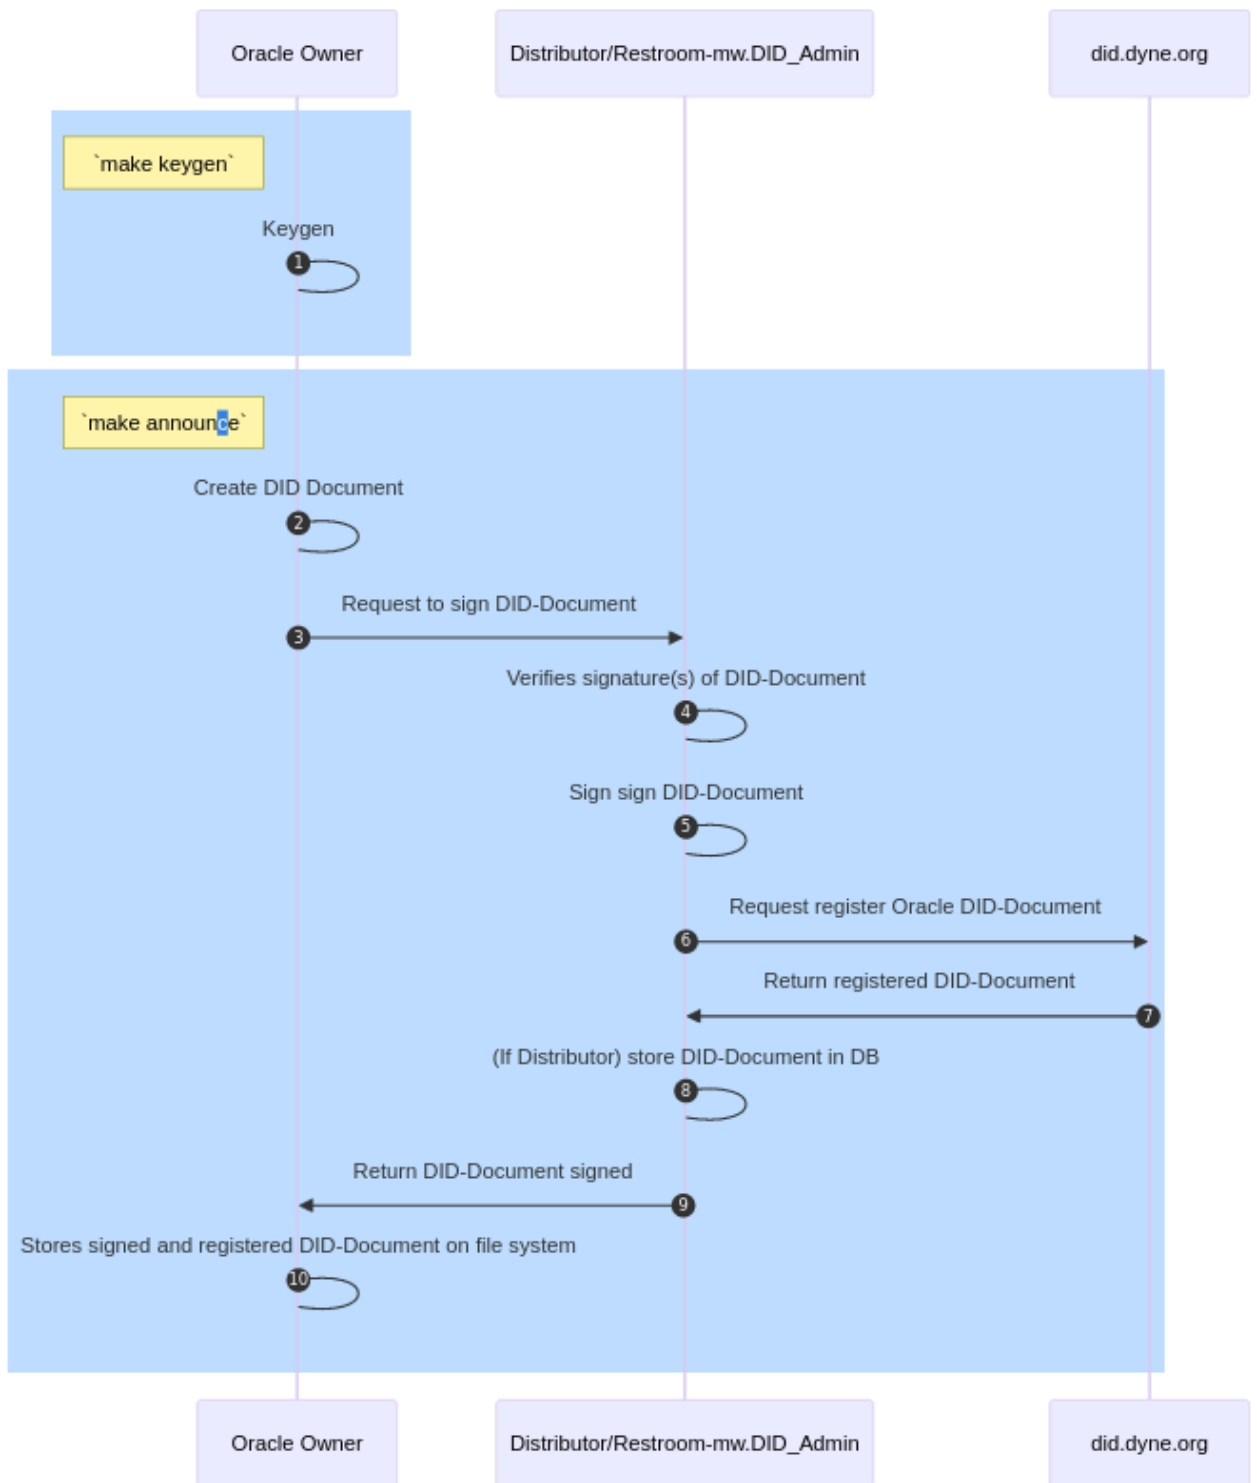 Oracle Owner
Distributor/Restroom-mw.DID_Admin
did.dyne.org
`make keygen`
Keygen
1
`make announce`
Create DID Document
2
Request to sign DID-Document
3
Verifies signature(s) of DID-Document
4
Sign sign DID-Document
5
Request register Oracle DID-Document
6
Return registered DID-Document
7
(If Distributor) store DID-Document in DB
8
Return DID-Document signed
9
Stores signed and registered DID-Document on file system
10
Oracle Owner
Distributor/Restroom-mw.DID_Admin
did.dyne.org